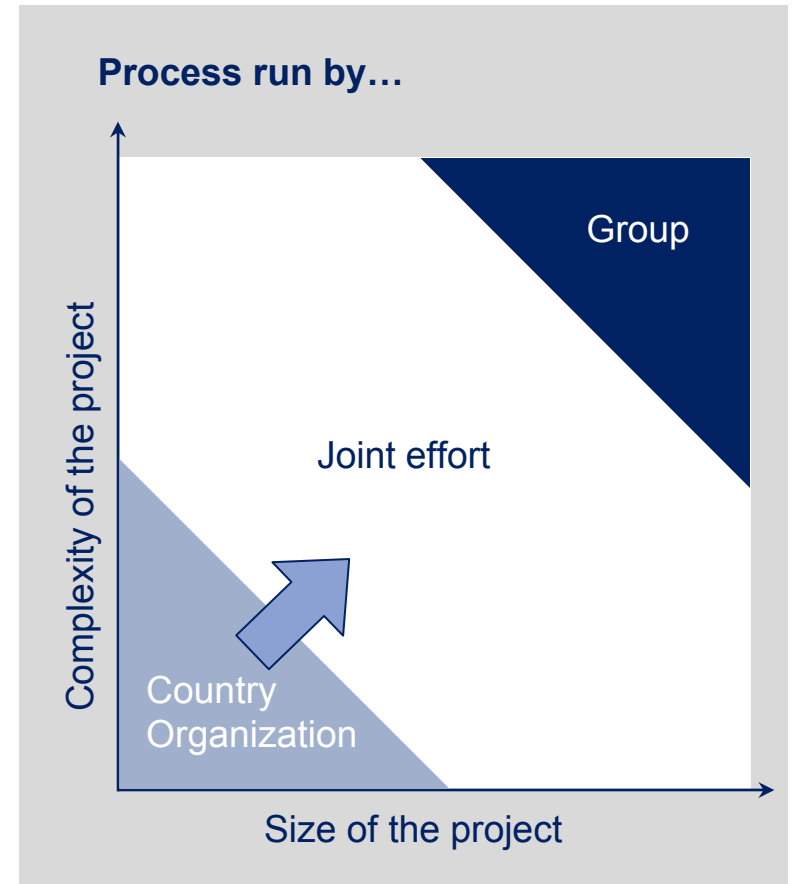 Process run by…
Group
Complexity of the project
Joint effort
Country
Organization
Size of the project